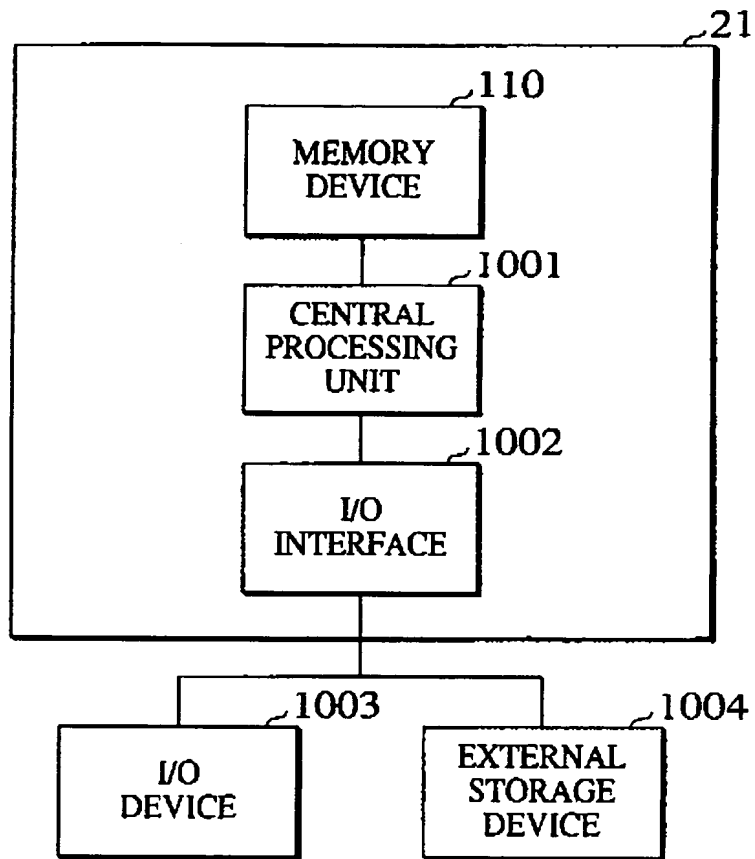 21
110
MEMORY
DEVICE
1001
CENTRAL
PROCESSING
UNIT
1002
I/O
INTERFACE
1003
I/O
DEVICE
1004
EXTERNAL
STORAGE
DEVICE